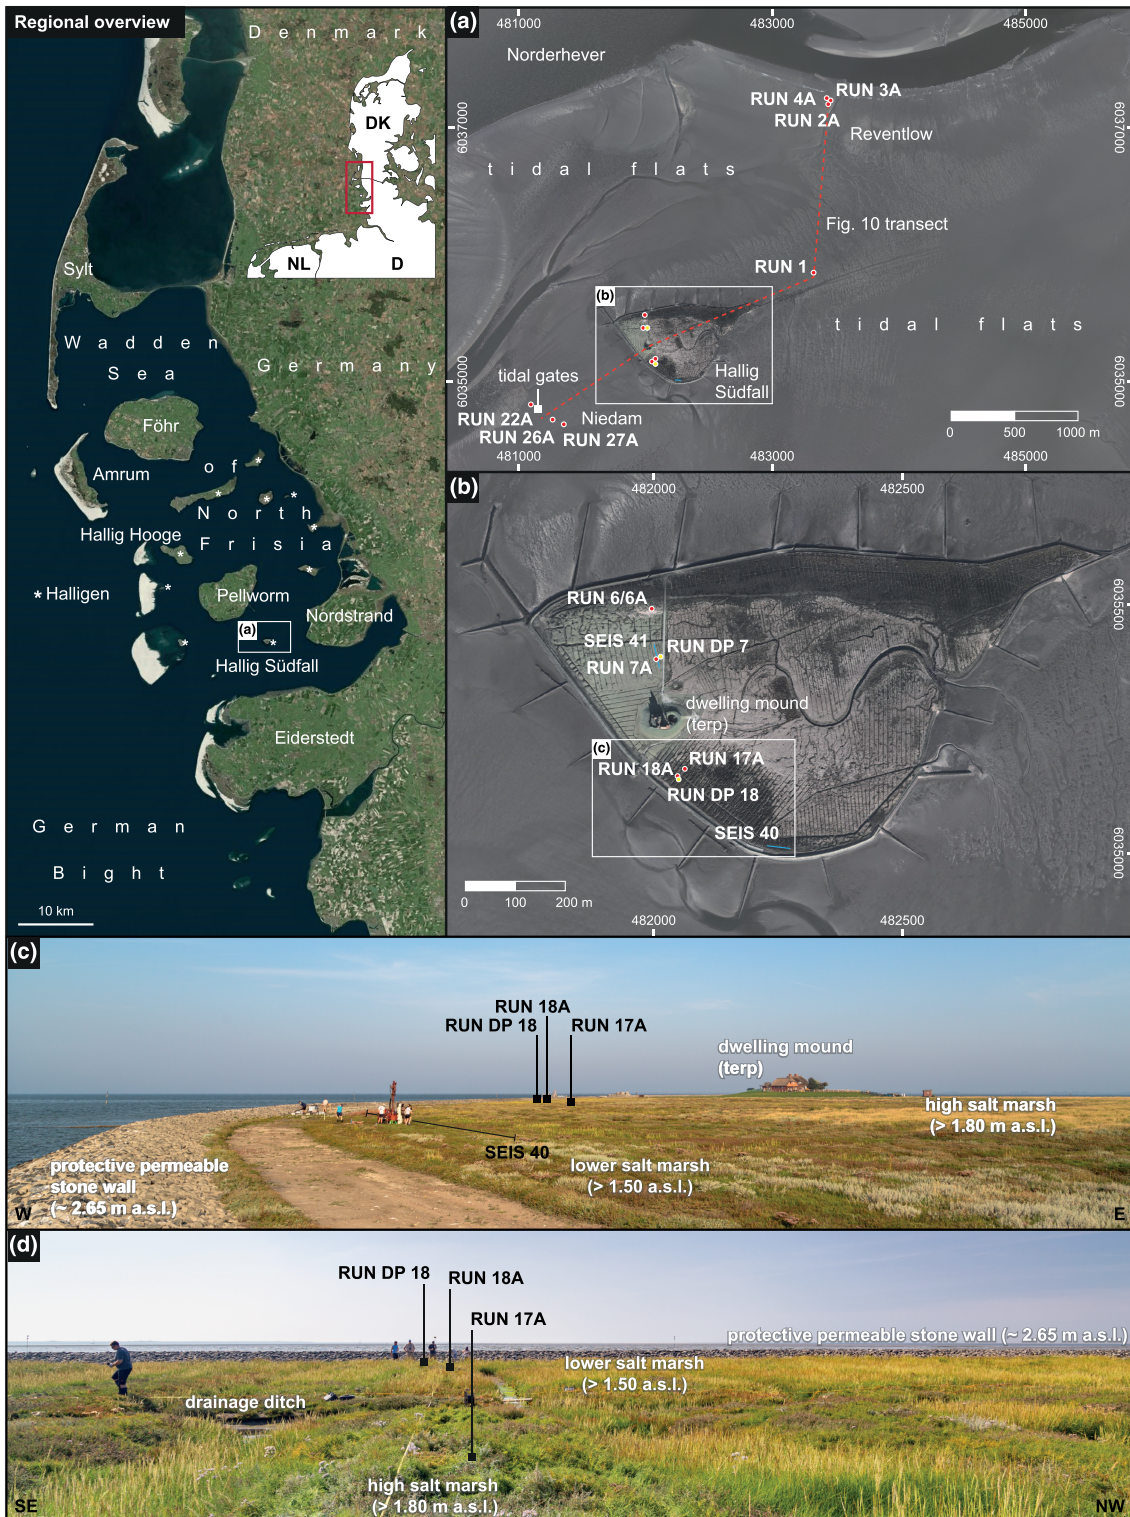 Regional overview
Denmark
DK
NL
D
Sylt
Wadden
Sea
Germany
Föhr
Amrum
of
North
Hallig Hooge
Frisia
* Halligen
Pellworm
Nordstrand
(a)
Hallig Südfall
Eiderstedt
German
Bight
10 km
(a)
481000
483000
485000
Norderhever
RUN 3A
RUN 4A
RUN 2A
Reventlow
6037000
6037000
tidal flats
Fig. 10 transect
RUN 1
(b)
tidal flats
Hallig
Südfall
6035000
6035000
tidal gates
RUN 22A
Niedam
RUN 26A
RUN 27A
0 500 1000 m
481000
483000
485000
(b)
482000
482500
RUN 6/6A
6035500
SEIS 41
RUN DP 7
RUN 7A
dwelling mound
(terp)
(c)
RUN 17A
RUN 18A
RUN DP 18
SEIS 40
6035000
0 100 200 m
482000
482500
(c)
RUN 18A
RUN DP 18
RUN 17A
dwelling mound
(terp)
high salt marsh
(> 1.80 m a.s.l.)
SEIS 40
lower salt marsh
(> 1.50 a.s.l.)
protective permeable
stone wall
(~ 2.65 m a.s.l.)
W
E
(d)
RUN DP 18
RUN 18A
RUN 17A
protective permeable stone wall (~ 2.65 m a.s.l.)
lower salt marsh
(> 1.50 a.s.l.)
drainage ditch
high salt marsh
(> 1.80 m a.s.l.)
SE
NW